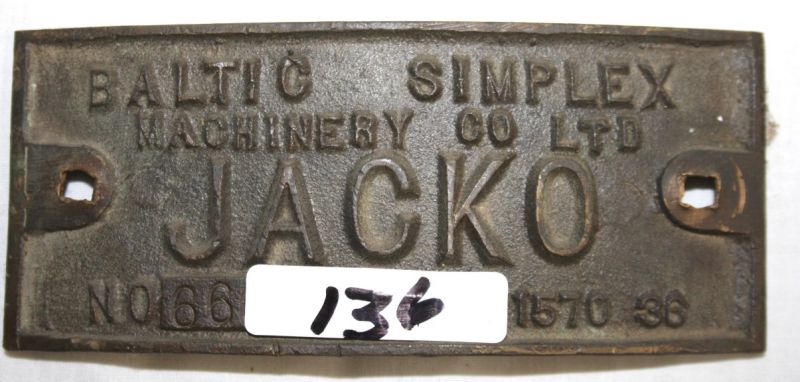 BALTIC SIMPLEX
MACHINERY CO LTD
JACKO
NO 66 1570-36
136